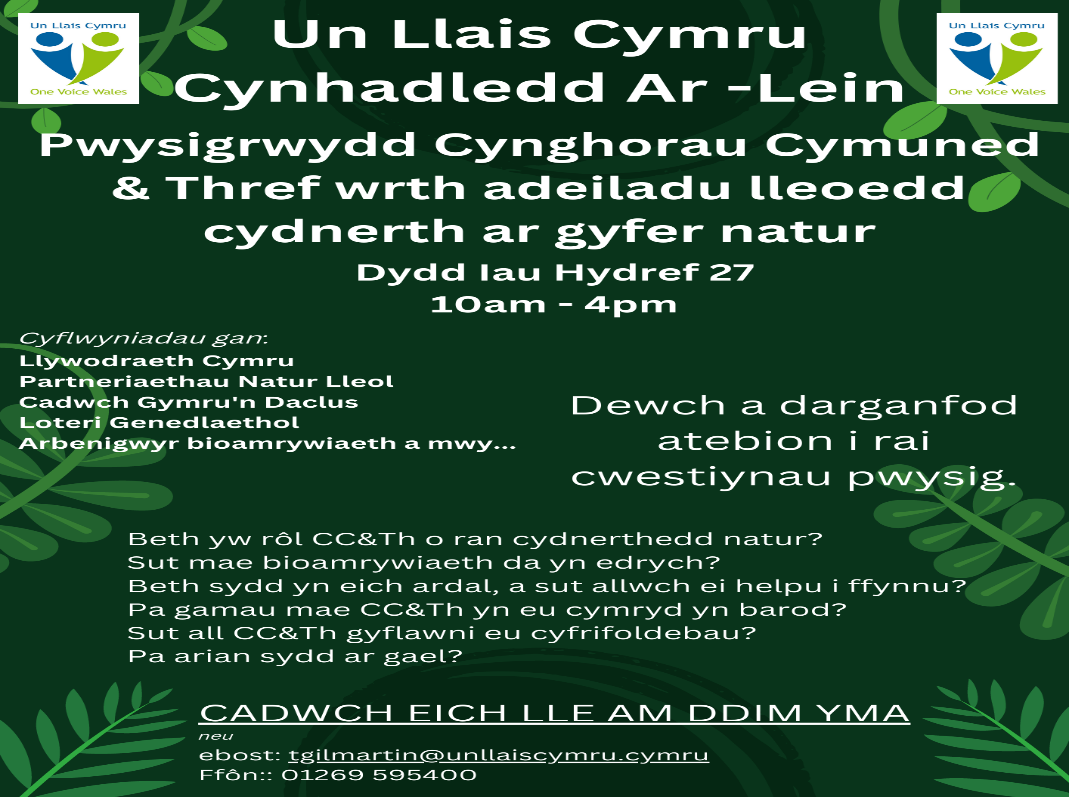 Un Llais Cymru
One Voice Wales
Un Llais Cymru
Cynhadledd Ar -Lein
Un Llais Cymru
One Voice Wales
Pwysigrwydd Cynghorau Cymuned
& Thref wrth adeiladu lleoedd
cydnerth ar gyfer natur
Dydd Iau Hydref 27
10am - 4pm
Cyflwyniadau gan:
Llywodraeth Cymru
Partneriaethau Natur Lleol
Cadwch Gymru'n Daclus
Loteri Genedlaethol
Arbenigwyr bioamrywiaeth a mwy...
Dewch a darganfod
atebion i rai
cwestiynau pwysig.
Beth yw rôl CC&Th o ran cydnerthedd natur?
Sut mae bioamrywiaeth da yn edrych?
Beth sydd yn eich ardal, a sut allwch ei helpu i ffynnu?
Pa gamau mae CC&Th yn eu cymryd yn barod?
Sut all CC&Th gyflawni eu cyfrifoldebau?
Pa arian sydd ar gael?
CADWCH EICH LLE AM DDIM YMA
neu
ebost: tgilmartin@unllaiscymru.cymru
Ffôn:: 01269 595400